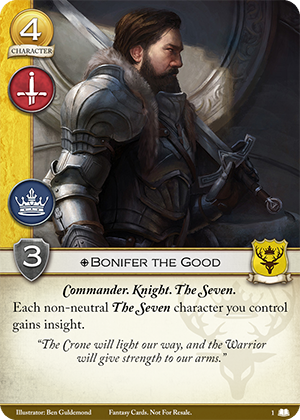 4
CHARACTER
3
Bonifer the Good
Commander. Knight. The Seven.
Each non-neutral The Seven character you control
gains insight.
“The Crone will light our way, and the Warrior
will give strength to our arms.”
Illustrator: Ben Guldemond Fantasy Cards. Not For Resale. 1